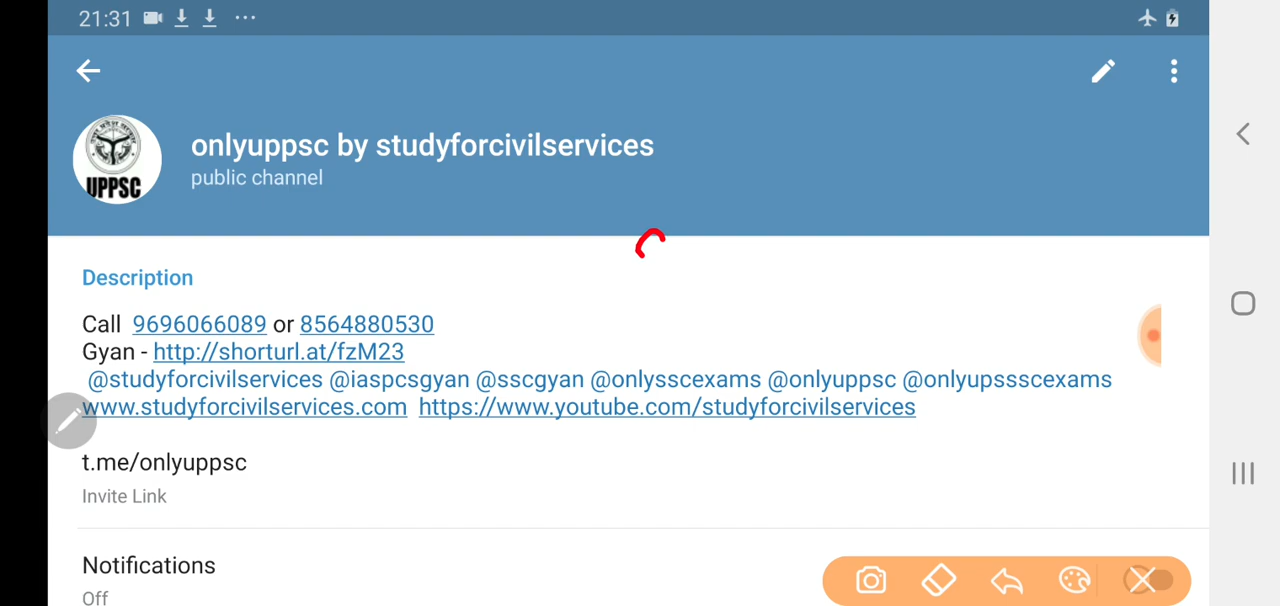 21:31
UPPSC
onlyuppsc by studyforcivilservices
public channel
Description
Call 9696066089 or 8564880530
Gyan - http://shorturl.at/fzM23
@studyforcivilservices @iaspcsgyan @sscgyan @onlysscexams @onlyuppsc @onlyupssscexams
www.studyforcivilservices.com https://www.youtube.com/studyforcivilservices
t.me/onlyuppsc
Invite Link
Notifications
Off